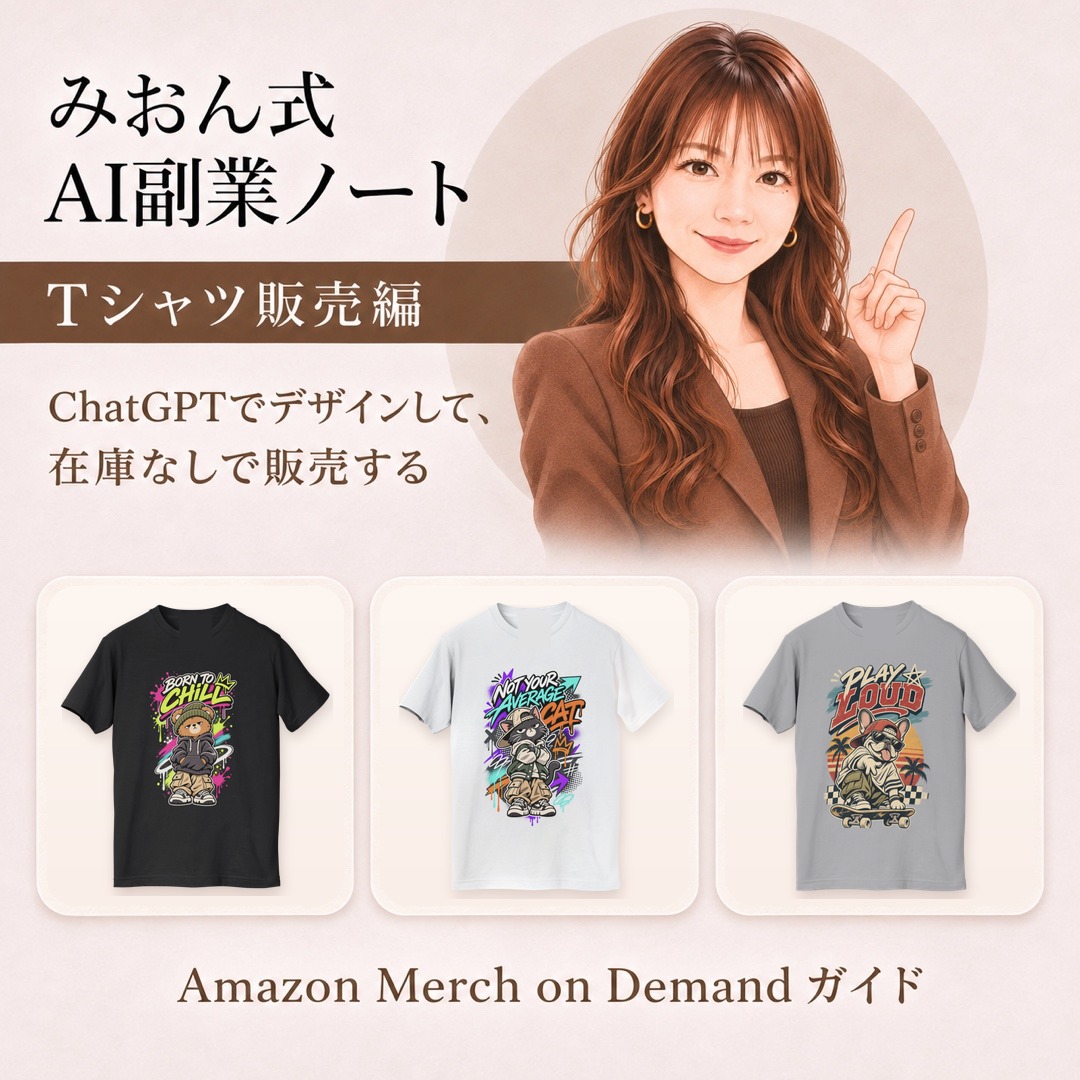 みおん式
AI副業ノート
Tシャツ販売編
ChatGPTでデザインして、
在庫なしで販売する
BORN TO
CHILL
NOT YOUR
AVERAGE
CAT
PLAY
LOUD
Amazon Merch on Demand ガイド